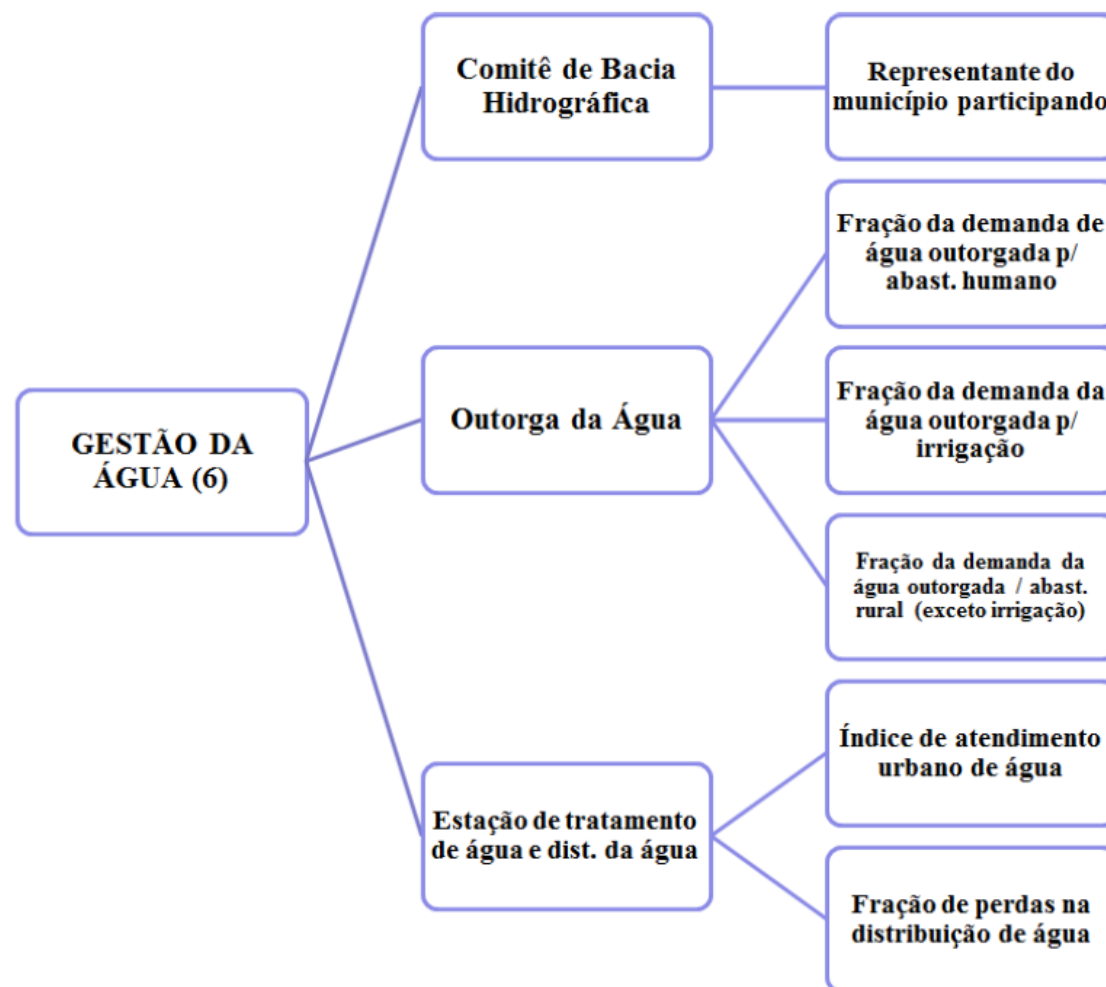 GESTÃO DA
ÁGUA (6)
Comitê de Bacia
Hidrográfica
Representante do
município participando
Outorga da Água
Fração da demanda de
água outorgada p/
abast. humano
Fração da demanda da
água outorgada p/
irrigação
Fração da demanda da
água outorgada / abast.
rural (exceto irrigação)
Estação de tratamento
de água e dist. da água
Índice de atendimento
urbano de água
Fração de perdas na
distribuição de água